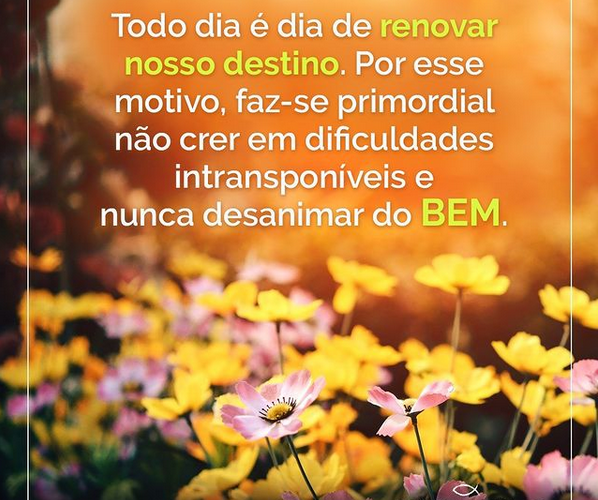 Todo dia é dia de renovar
nosso destino. Por esse
motivo, faz-se primordial
não crer em dificuldades
intransponíveis e
nunca desanimar do BEM.